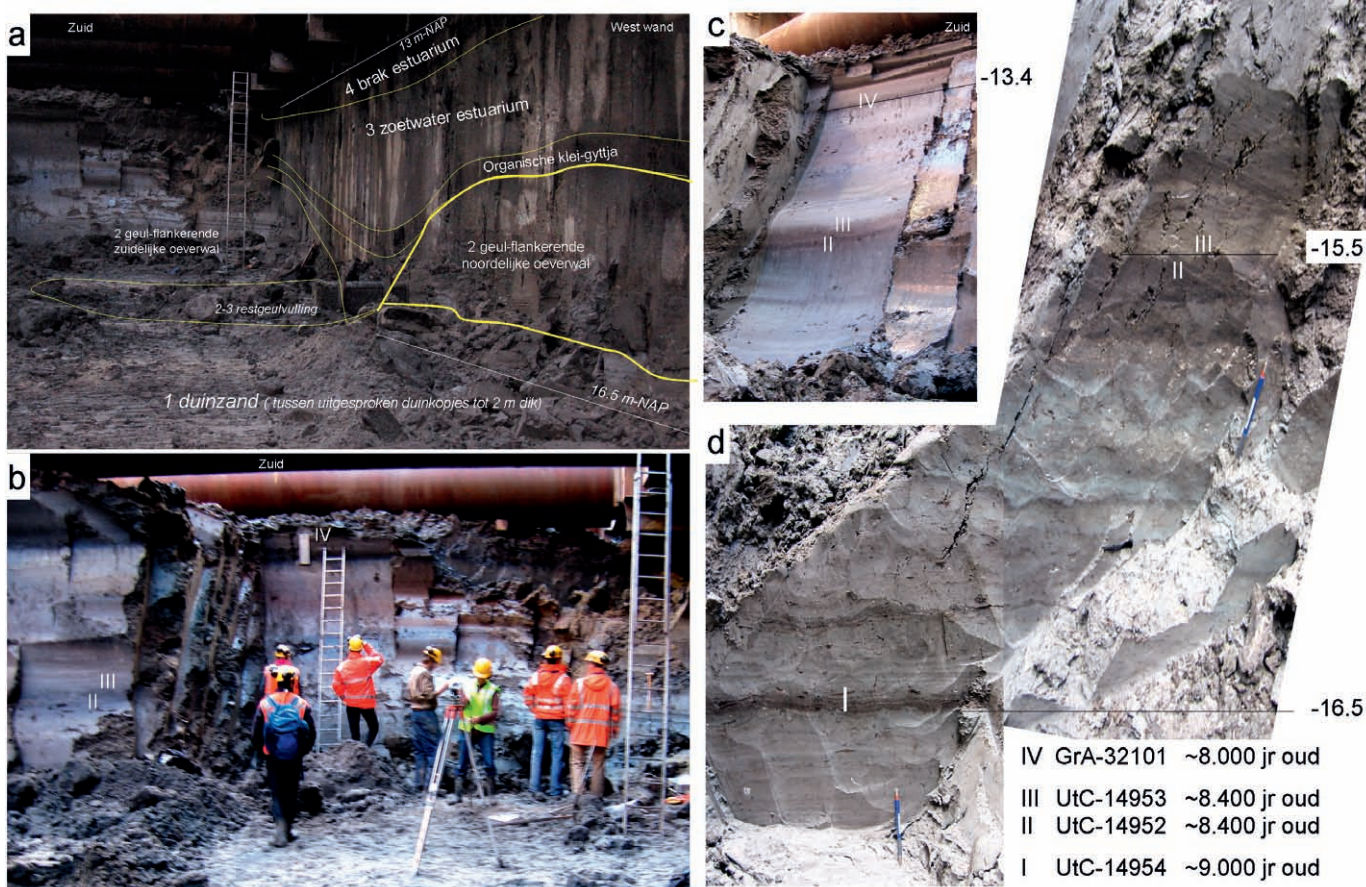 a
Zuid
13 m-NAP
West wand
4 brak estuarium
3 zoetwater estuarium
Organische klei-gyttja
2 geul-flankerende
zuidelijke oeverwal
2 geul-flankerende
noordelijke oeverwal
2-3 restgeulvulling
16.5 m-NAP
1 duinzand ( tussen uitgesproken duinkopjes tot 2 m dik)
b
Zuid
IV
III
II
c
Zuid
IV
-13.4
III
II
d
III
-15.5
II
I
-16.5
IV GrA-32101 ~8.000 jr oud
III UtC-14953 ~8.400 jr oud
II UtC-14952 ~8.400 jr oud
I UtC-14954 ~9.000 jr oud